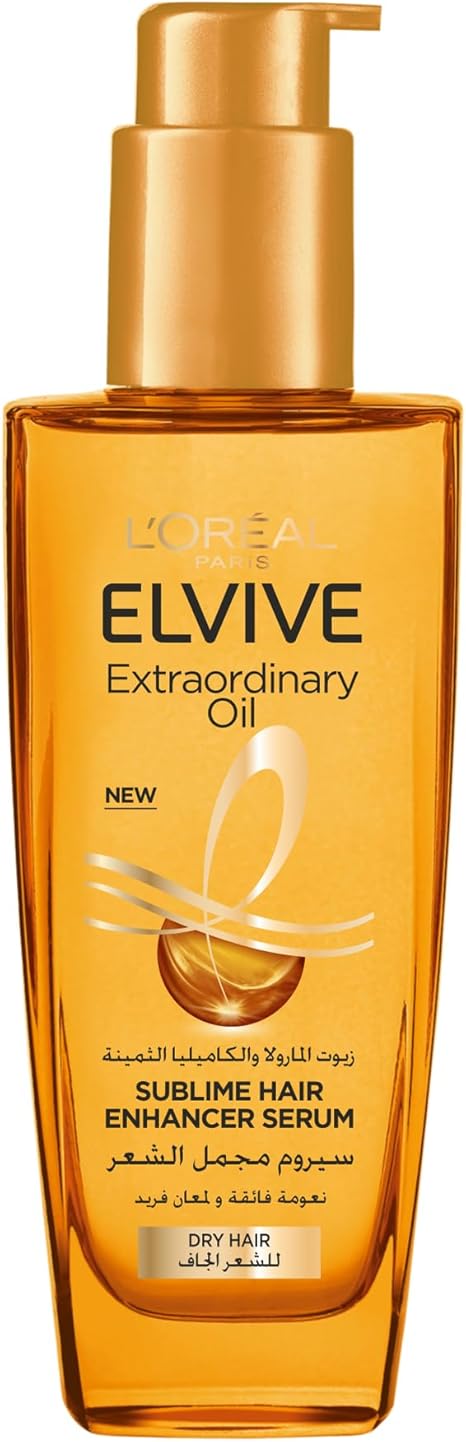 L'ORÉAL
PARIS
ELVIVE
Extraordinary
Oil
NEW
زيوت المارولا والكاميليا الثمينة
SUBLIME HAIR
ENHANCER SERUM
سيروم مجمل الشعر
نعومة فائقة و لمعان فريد
DRY HAIR
للشعر الجاف